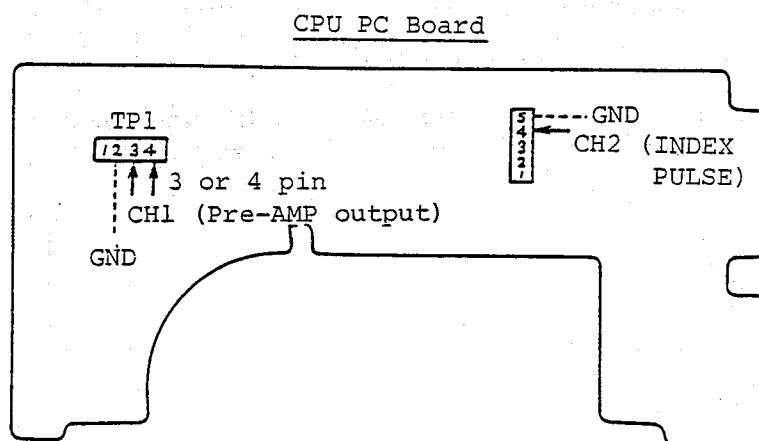 CPU PC Board
TP1
1 2 3 4
3 or 4 pin
CH1 (Pre-AMP output)
GND
5
4
3
2
1
GND
CH2 (INDEX
PULSE)